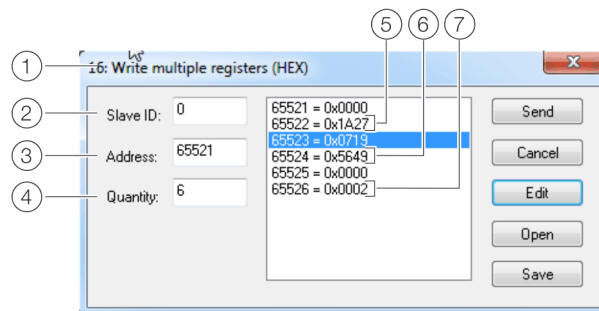 5 6 7
1 16: Write multiple registers (HEX)
2 Slave ID: 0
3 Address: 65521
4 Quantity: 6
65521 = 0x0000
65522 = 0x1A27
65523 = 0x0719
65524 = 0x5649
65525 = 0x0000
65526 = 0x0002
Send
Cancel
Edit
Open
Save